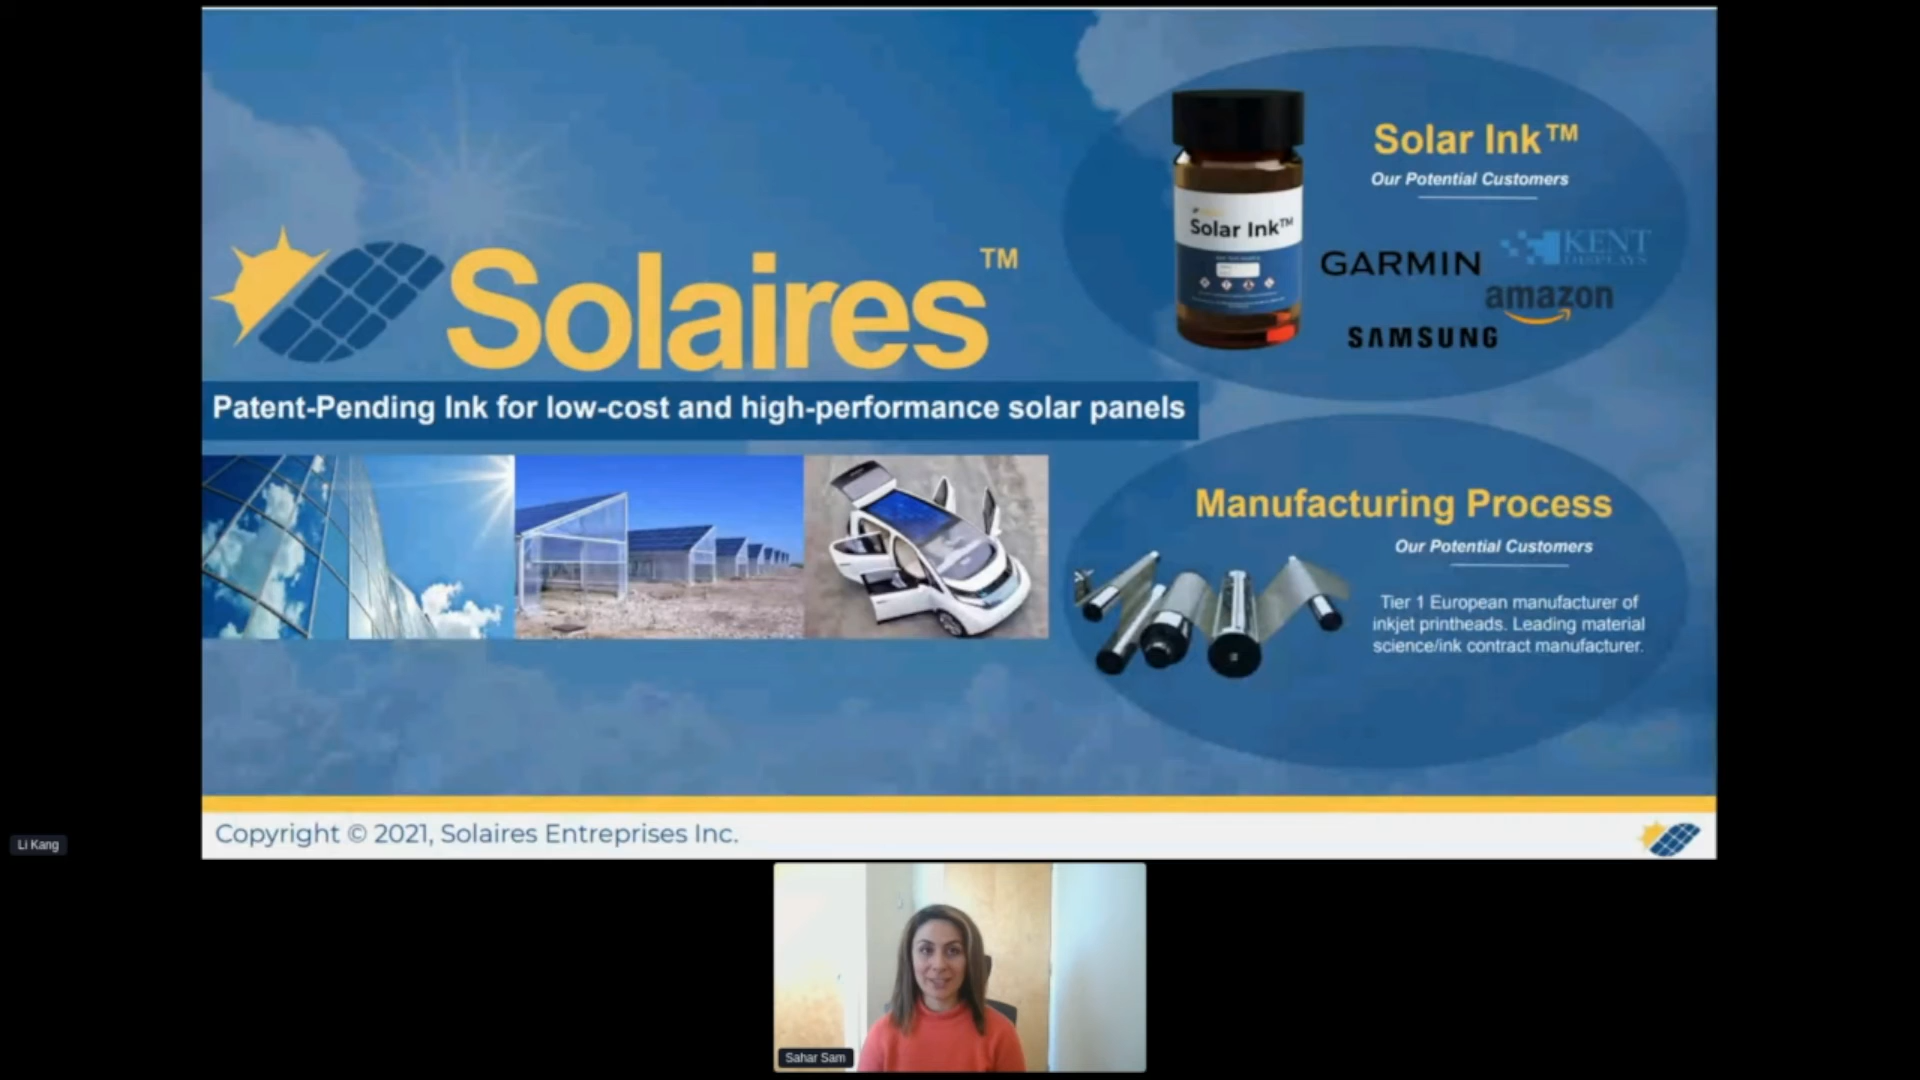 Solaires™
Patent-Pending Ink for low-cost and high-performance solar panels
Solar Ink™
Our Potential Customers
Solar Ink™
GARMIN
KENT
DISPLAYS
amazon
SAMSUNG
Manufacturing Process
Our Potential Customers
Tier 1 European manufacturer of
inkjet printheads. Leading material
science/ink contract manufacturer.
Copyright © 2021, Solaires Entreprises Inc.
Li Kang
Sahar Sam